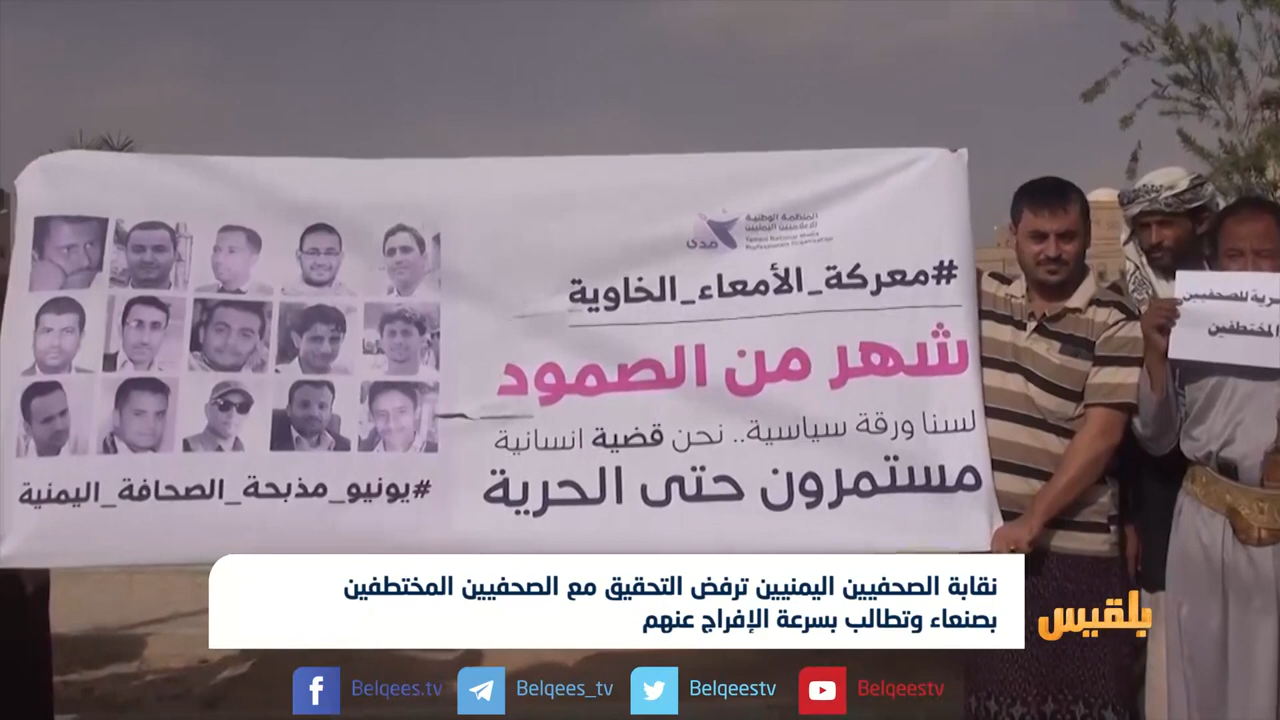 المنظمة الوطنية
للإعلاميين اليمنيين
Yemeni National Media
Professionals Organization
مدى
#معركة_الأمعاء_الخاوية
شهر من الصمود
لسنا ورقة سياسية.. نحن قضية انسانية
مستمرون حتى الحرية
#يونيو_مذبحة_الصحافة_اليمنية
للصحفيين
المختطفين
نقابة الصحفيين اليمنيين ترفض التحقيق مع الصحفيين المختطفين
بصنعاء وتطالب بسرعة الإفراج عنهم
بلقيس
Belqees.tv
Belqees_tv
Belqeestv
Belqeestv